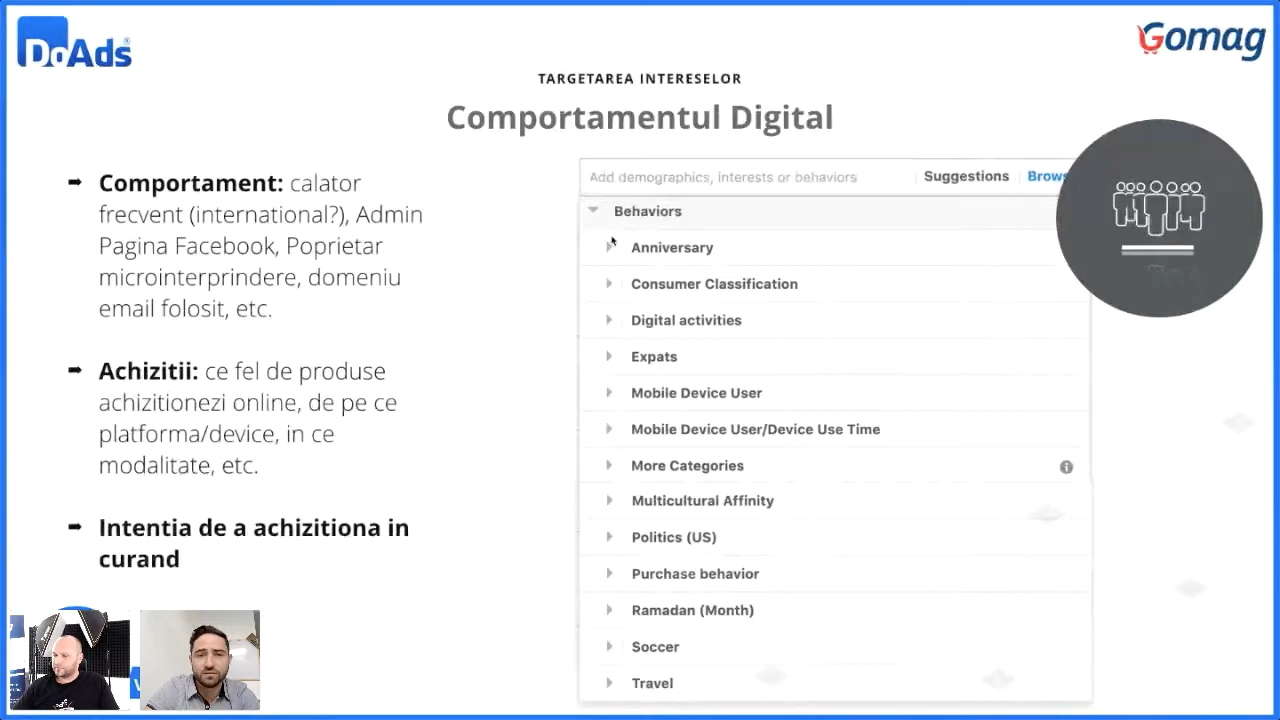 DoAds
Gomag
TARGETAREA INTERESELOR
Comportamentul Digital
Comportament: calator
frecvent (international?), Admin
Pagina Facebook, Poprietar
microinterprindere, domeniu
email folosit, etc.
Achizitii: ce fel de produse
achizitionezi online, de pe ce
platforma/device, in ce
modalitate, etc.
Intentia de a achizitiona in
curand
Add demographics, interests or behaviors
Suggestions
Brows
Behaviors
Anniversary
Consumer Classification
Digital activities
Expats
Mobile Device User
Mobile Device User/Device Use Time
More Categories
Multicultural Affinity
Politics (US)
Purchase behavior
Ramadan (Month)
Soccer
Travel